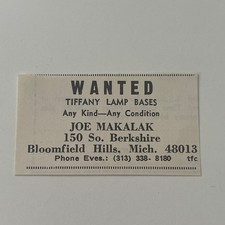 WANTED
TIFFANY LAMP BASES
Any Kind—Any Condition
JOE MAKALAK
150 So. Berkshire
Bloomfield Hills, Mich. 48013
Phone Eves.: (313) 338- 8180 tfc